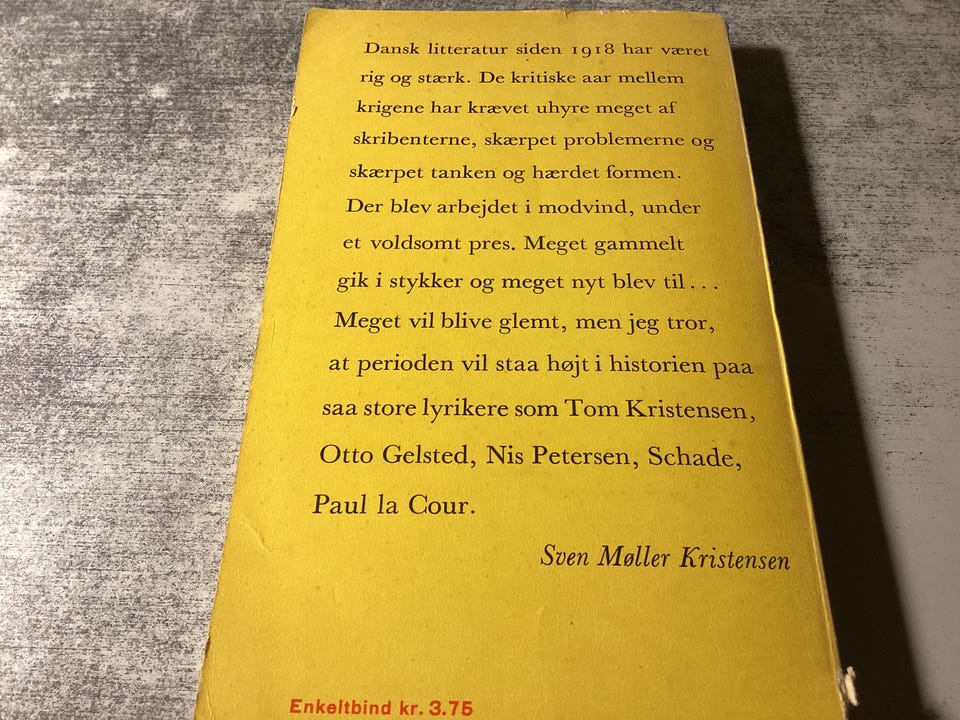 Dansk litteratur siden 1918 har været
rig og stærk. De kritiske aar mellem
krigene har krævet uhyre meget af
skribenterne, skærpet problemerne og
skærpet tanken og hærdet formen.
Der blev arbejdet i modvind, under
et voldsomt pres. Meget gammelt
gik i stykker og meget nyt blev til...
Meget vil blive glemt, men jeg tror,
at perioden vil staa højt i historien paa
saa store lyrikere som Tom Kristensen,
Otto Gelsted, Nis Petersen, Schade,
Paul la Cour.
Sven Møller Kristensen
Enkeltbind kr. 3.75